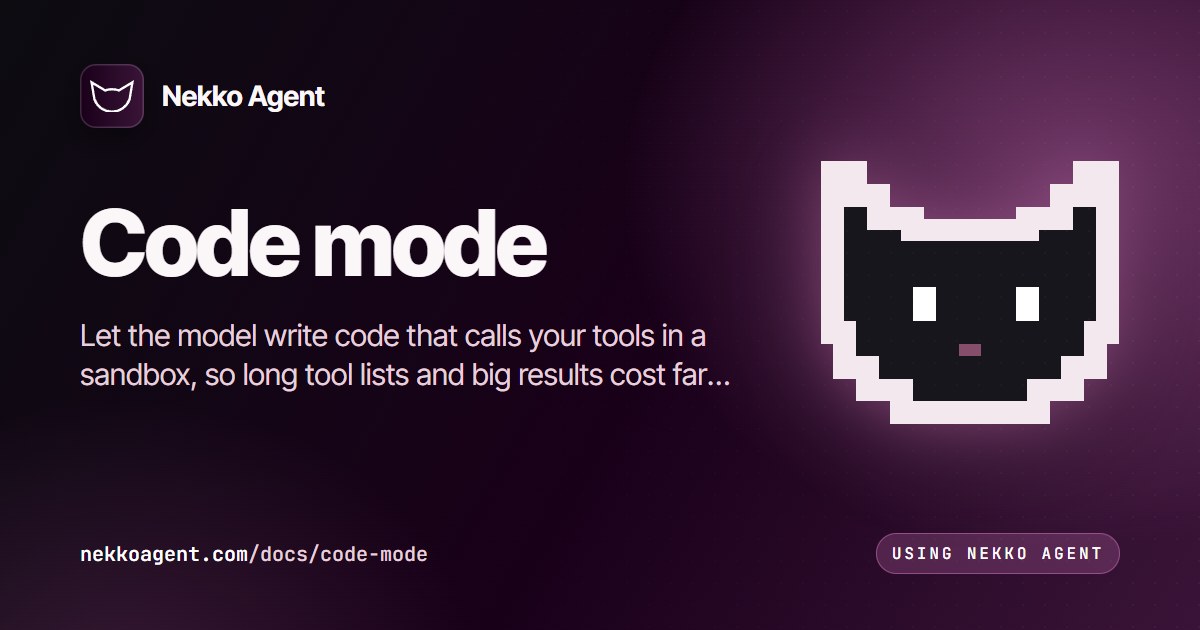 Nekko Agent
Code mode
Let the model write code that calls your tools in a
sandbox, so long tool lists and big results cost far…
nekkoagent.com/docs/code-mode
USING NEKKO AGENT